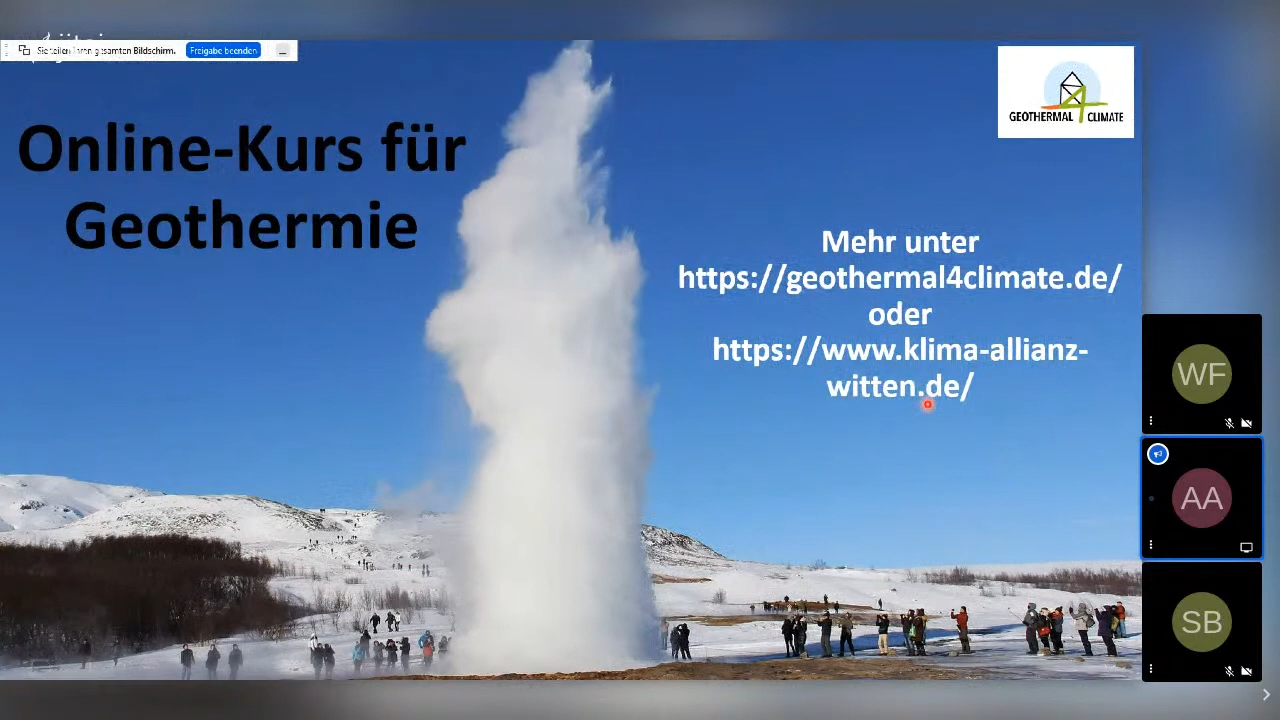 Sie teilen Ihren gesamten Bildschirm.
Freigabe beenden
GEOTHERMAL 4 CLIMATE
Online-Kurs für
Geothermie
Mehr unter
https://geothermal4climate.de/
oder
https://www.klima-allianz-
witten.de/
WF
AA
SB